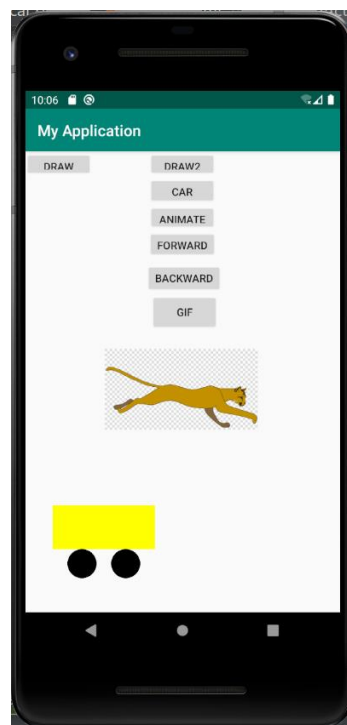 10:06
My Application
DRAW DRAW2
CAR
ANIMATE
FORWARD
BACKWARD
GIF